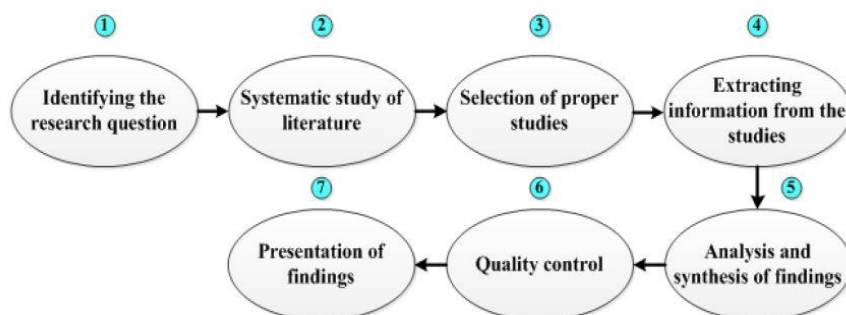 1
Identifying the
research question
2
Systematic study of
literature
3
Selection of proper
studies
4
Extracting
information from the
studies
5
Analysis and
synthesis of findings
6
Quality control
7
Presentation of
findings